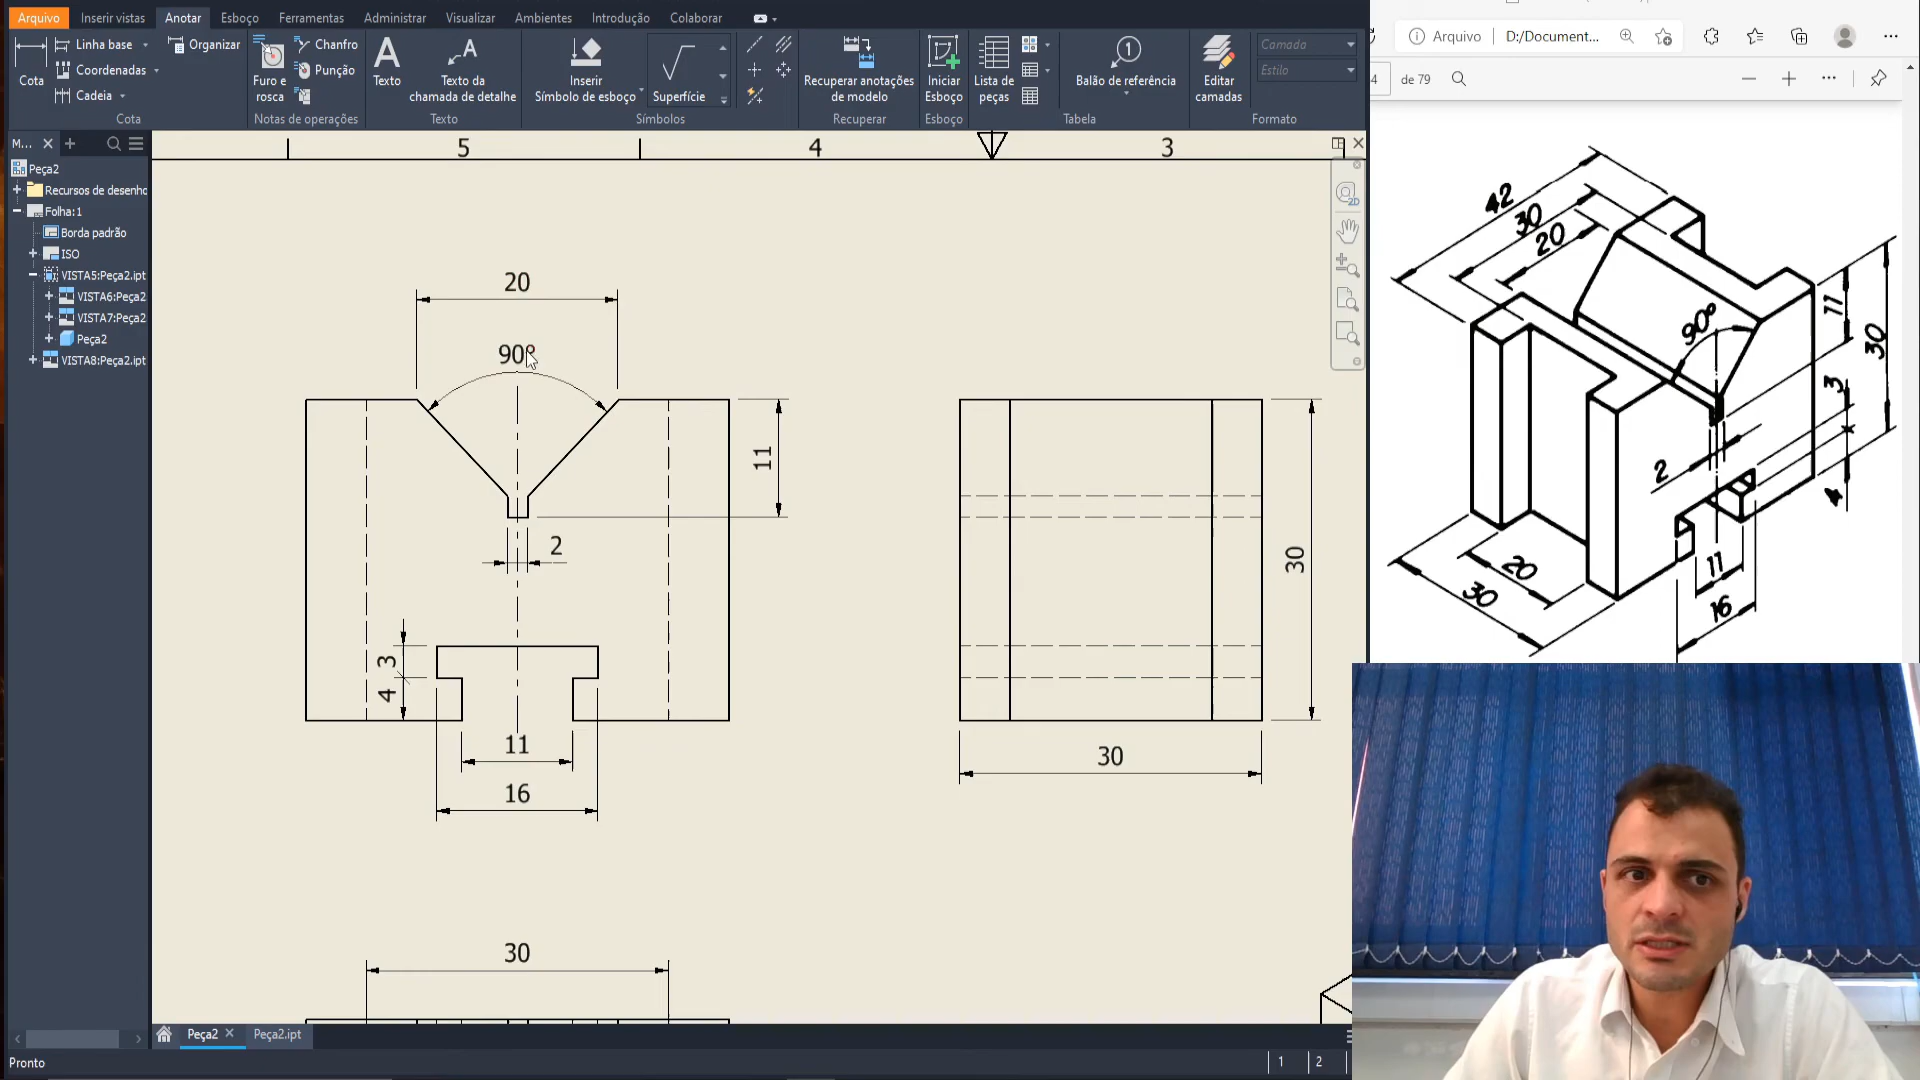 Arquivo Inserir vistas Anotar Esboço Ferramentas Administrar Visualizar Ambientes Introdução Colaborar
Cota
Linha base
Coordenadas
Cadeia
Organizar
Cota
Furo e
rosca
Chanfro
Punção
Notas de operações
Texto
Texto da
chamada de detalhe
Texto
Inserir
Símbolo de esboço
Superfície
Símbolos
Recuperar anotações
de modelo
Recuperar
Iniciar
Esboço
Esboço
Lista de
peças
Balão de referência
Tabela
Editar
camadas
Camada
Estilo
Formato
Arquivo D:/Document...
4 de 79
M...
Peça2
Recursos de desenho
Folha:1
Borda padrão
ISO
VISTA5:Peça2.ipt
VISTA6:Peça2
VISTA7:Peça2
Peça2
VISTA8:Peça2.ipt
5 4 3
20
90°
11
2
3
4
11
16
30
30
30
42
30
20
90°
11
30
3
2
4
20
30
11
16
Peça2 Peça2.ipt
Pronto
1 2